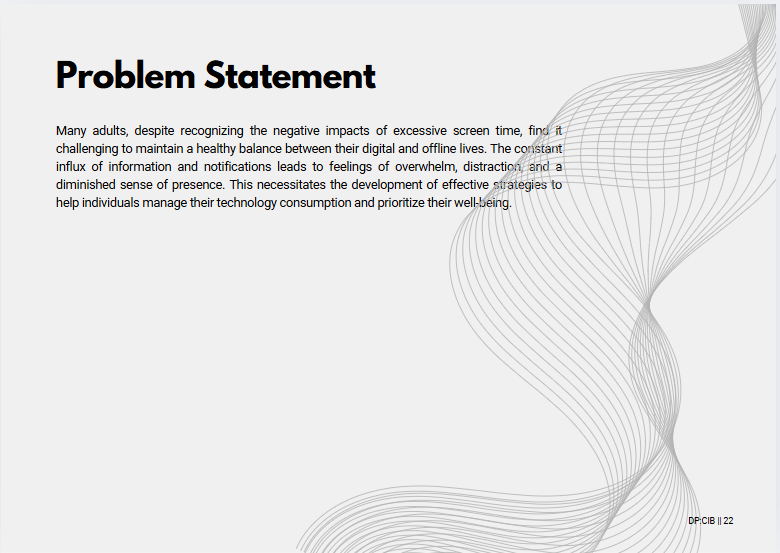 Problem Statement
Many adults, despite recognizing the negative impacts of excessive screen time, find it
challenging to maintain a healthy balance between their digital and offline lives. The constant
influx of information and notifications leads to feelings of overwhelm, distraction, and a
diminished sense of presence. This necessitates the development of effective strategies to
help individuals manage their technology consumption and prioritize their well-being.
DP:CIB || 22